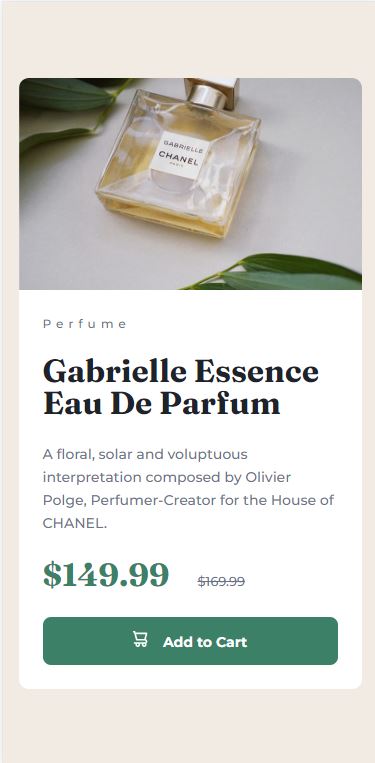 GABRIELLE
CHANEL
PARIS
Perfume
Gabrielle Essence
Eau De Parfum
A floral, solar and voluptuous
interpretation composed by Olivier
Polge, Perfumer-Creator for the House of
CHANEL.
$149.99 $169.99
Add to Cart